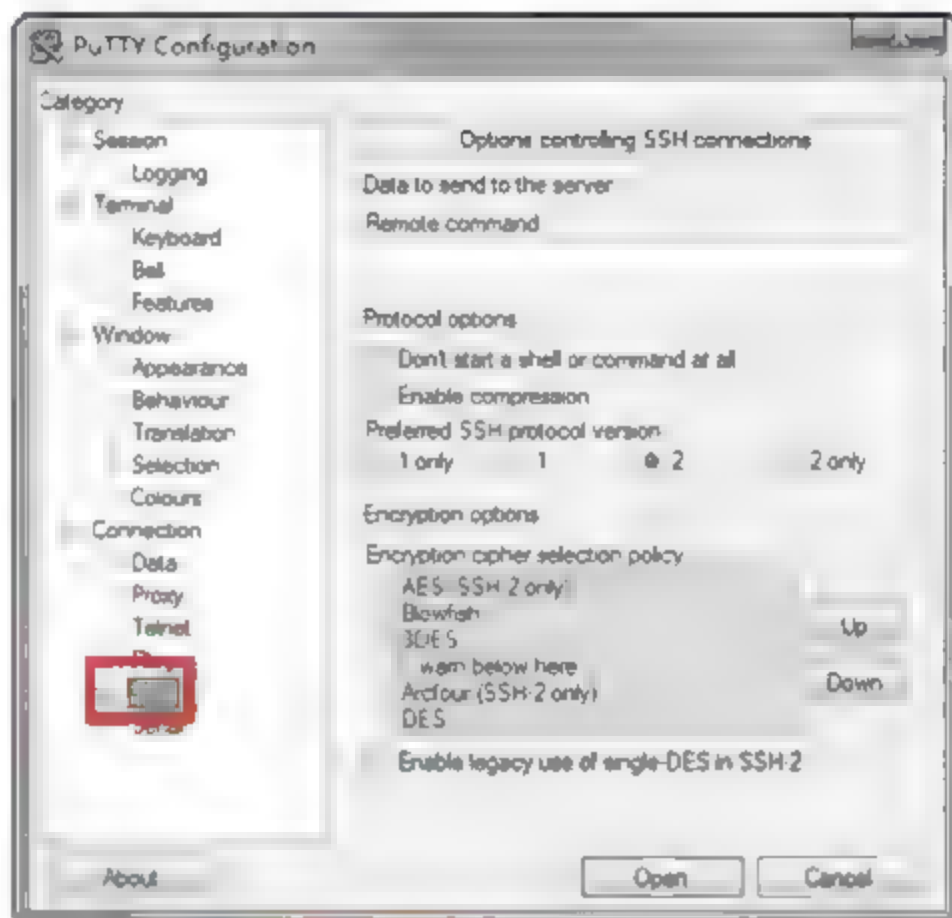 PuTTY Configuration
Category
Session
Logging
Terminal
Keyboard
Bell
Features
Window
Appearance
Behaviour
Translation
Selection
Colours
Connection
Data
Proxy
Telnet
Serial
Options controlling SSH connections
Data to send to the server
Remote command
Protocol options
Don't start a shell or command at all
Enable compression
Preferred SSH protocol version
1 only 1 2 2 only
Encryption options
Encryption cipher selection policy
AES SSH-2 only)
Blowfish
3DES
warn below here
Arcfour (SSH-2 only)
DES
Up
Down
Enable legacy use of single-DES in SSH-2
About
Open
Cancel